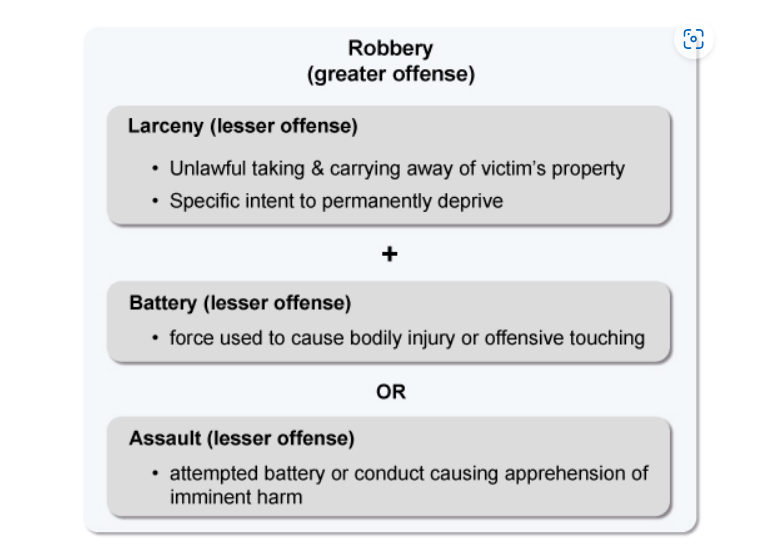 Robbery
(greater offense)
Larceny (lesser offense)
• Unlawful taking & carrying away of victim's property
• Specific intent to permanently deprive
+
Battery (lesser offense)
• force used to cause bodily injury or offensive touching
OR
Assault (lesser offense)
• attempted battery or conduct causing apprehension of
imminent harm